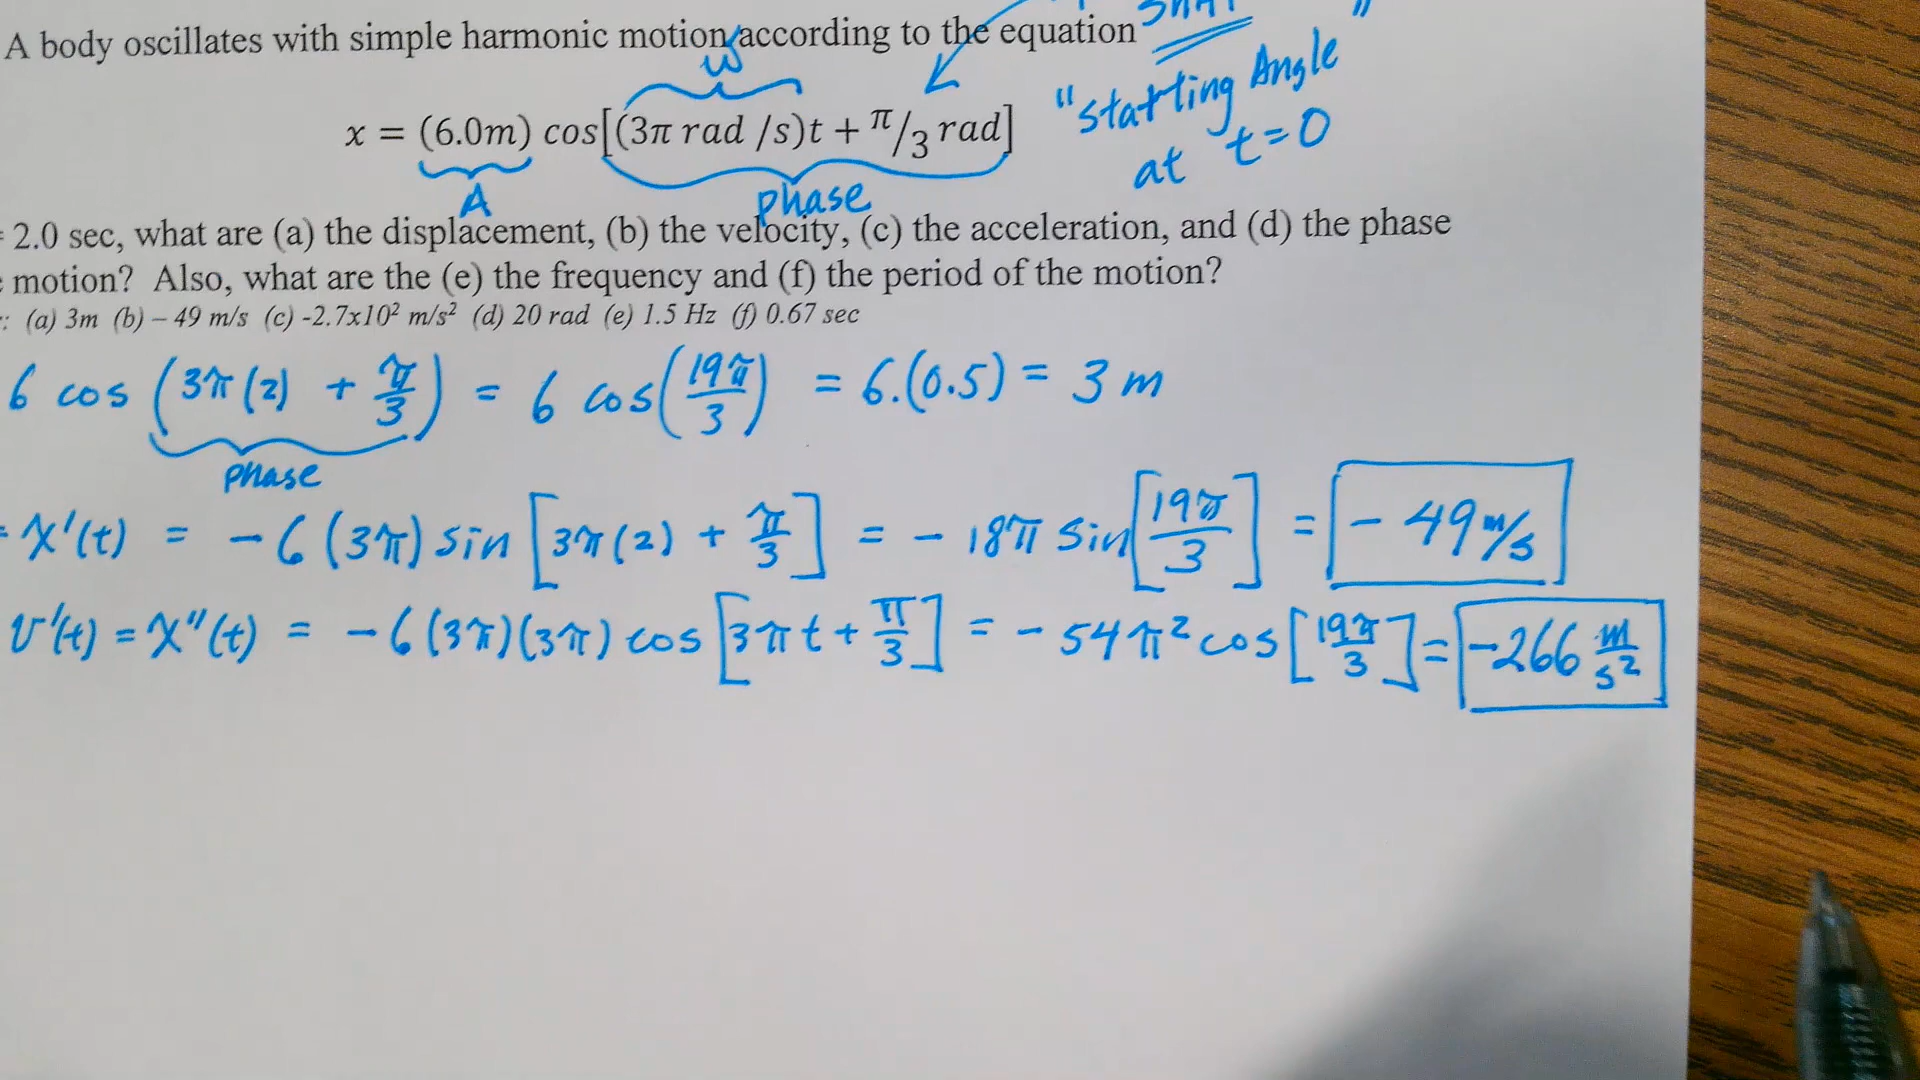 A body oscillates with simple harmonic motion according to the equation
ω
"starting Angle"
at t=0
x = (6.0m) cos[(3π rad /s)t + π/3 rad]
A
phase
= 2.0 sec, what are (a) the displacement, (b) the velocity, (c) the acceleration, and (d) the phase
motion? Also, what are the (e) the frequency and (f) the period of the motion?
: (a) 3m (b) – 49 m/s (c) -2.7x10² m/s² (d) 20 rad (e) 1.5 Hz (f) 0.67 sec
6 cos (3π(2) + π/3) = 6 cos(19π/3) = 6.(0.5) = 3 m
phase
= x'(t) = -6(3π) sin [3π(2) + π/3] = - 18π sin[19π/3] = - 49 m/s
v'(t) = x"(t) = -6(3π)(3π) cos [3πt + π/3] = - 54π² cos [19π/3] = -266 m/s²